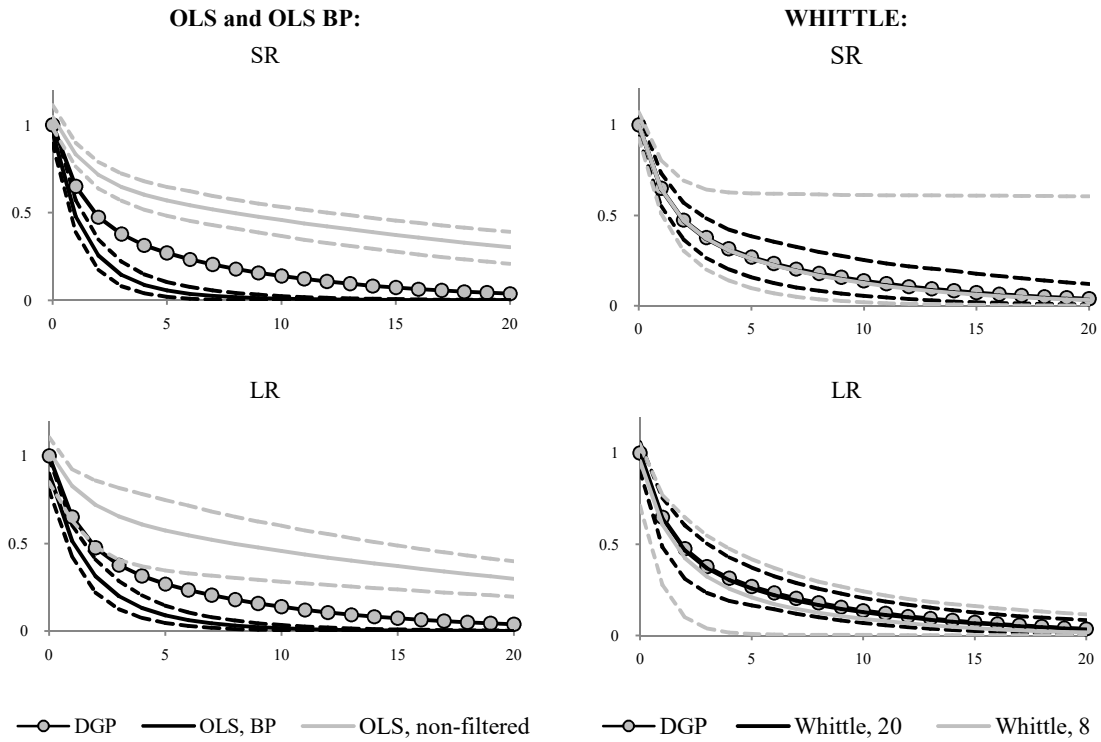 OLS and OLS BP:
SR
1
0.5
0
0 5 10 15 20
LR
1
0.5
0
0 5 10 15 20
DGP OLS, BP OLS, non-filtered
WHITTLE:
SR
1
0.5
0
0 5 10 15 20
LR
1
0.5
0
0 5 10 15 20
DGP Whittle, 20 Whittle, 8